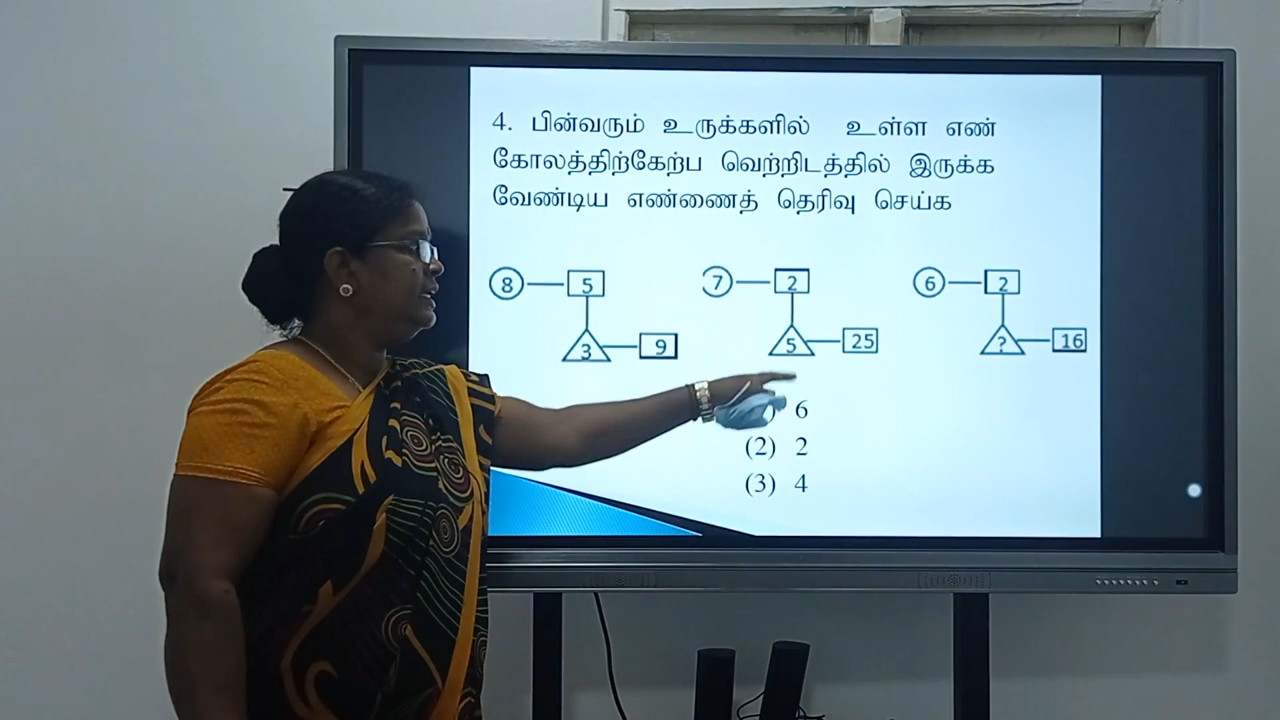 4. பின்வரும் உருக்களில் உள்ள எண்
கோலத்திற்கேற்ப வெற்றிடத்தில் இருக்க
வேண்டிய எண்ணைத் தெரிவு செய்க
8 5 7 2 6 2
3 9 5 25 ? 16
) 6
(2) 2
(3) 4